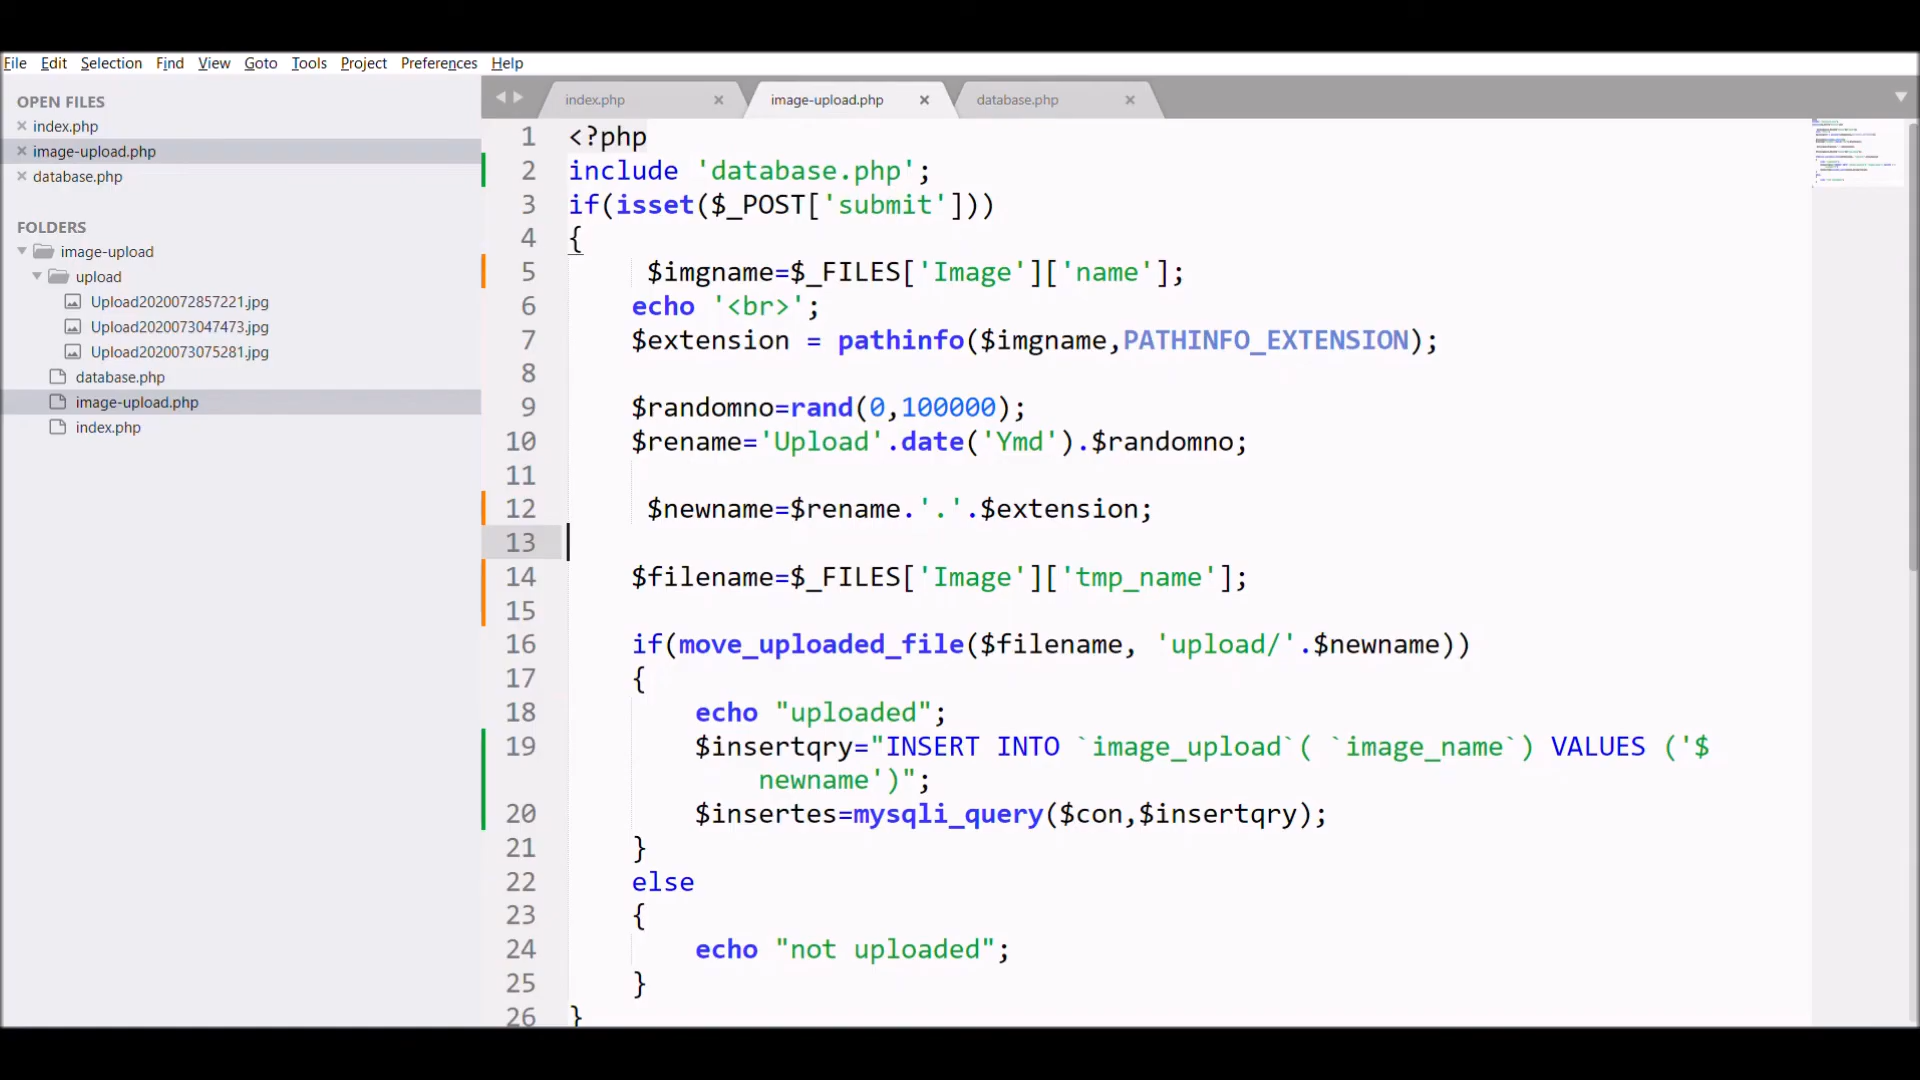 File Edit Selection Find View Goto Tools Project Preferences Help
OPEN FILES
index.php
image-upload.php
database.php
FOLDERS
image-upload
upload
Upload2020072857221.jpg
Upload2020073047473.jpg
Upload2020073075281.jpg
database.php
image-upload.php
index.php
index.php image-upload.php database.php
1 <?php
2 include 'database.php';
3 if(isset($_POST['submit']))
4 {
5 $imgname=$_FILES['Image']['name'];
6 echo '<br>';
7 $extension = pathinfo($imgname,PATHINFO_EXTENSION);
8
9 $randomno=rand(0,100000);
10 $rename='Upload'.date('Ymd').$randomno;
11
12 $newname=$rename.'.'.$extension;
13
14 $filename=$_FILES['Image']['tmp_name'];
15
16 if(move_uploaded_file($filename, 'upload/'.$newname))
17 {
18 echo "uploaded";
19 $insertqry="INSERT INTO `image_upload`( `image_name`) VALUES ('$
newname')";
20 $insertes=mysqli_query($con,$insertqry);
21 }
22 else
23 {
24 echo "not uploaded";
25 }
26 }